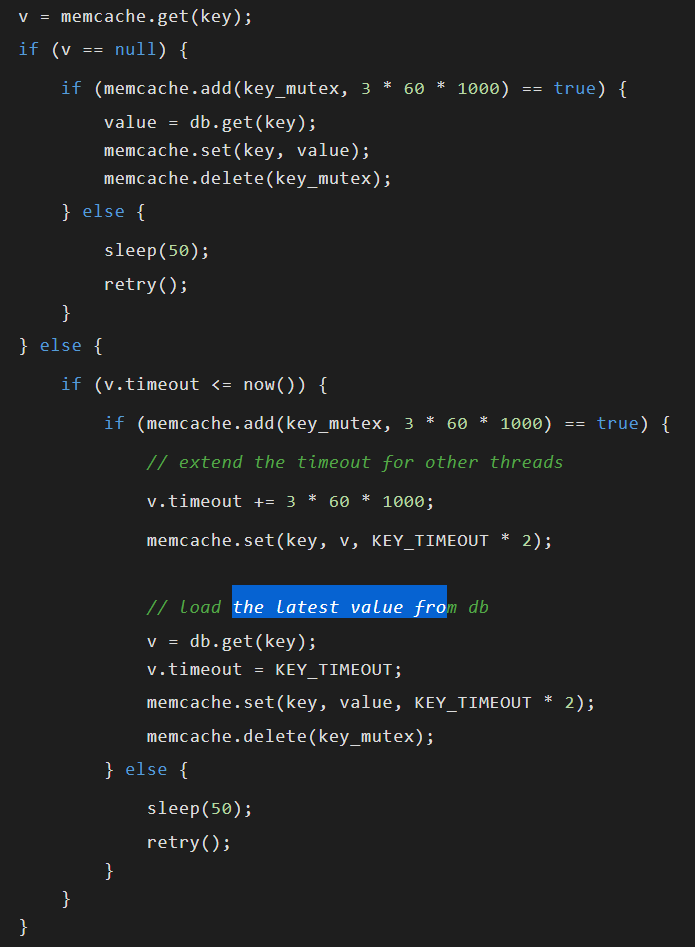 v = memcache.get(key);
if (v == null) {
    if (memcache.add(key_mutex, 3 * 60 * 1000) == true) {
        value = db.get(key);
        memcache.set(key, value);
        memcache.delete(key_mutex);
    } else {
        sleep(50);
        retry();
    }
} else {
    if (v.timeout <= now()) {
        if (memcache.add(key_mutex, 3 * 60 * 1000) == true) {
            // extend the timeout for other threads
            v.timeout += 3 * 60 * 1000;
            memcache.set(key, v, KEY_TIMEOUT * 2);
            // load the latest value from db
            v = db.get(key);
            v.timeout = KEY_TIMEOUT;
            memcache.set(key, value, KEY_TIMEOUT * 2);
            memcache.delete(key_mutex);
        } else {
            sleep(50);
            retry();
        }
    }
}